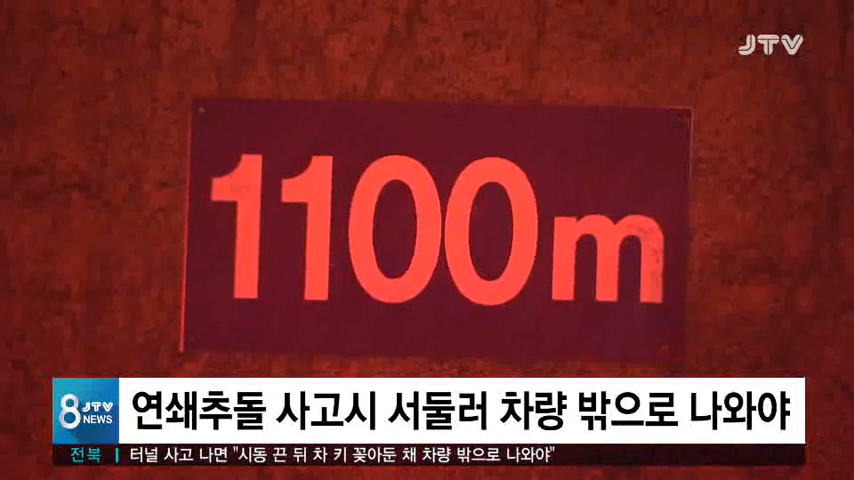 JTV
1100m
8 JTV NEWS
연쇄추돌 사고시 서둘러 차량 밖으로 나와야
전북 | 터널 사고 나면 "시동 끈 뒤 차 키 꽂아둔 채 차량 밖으로 나와야"